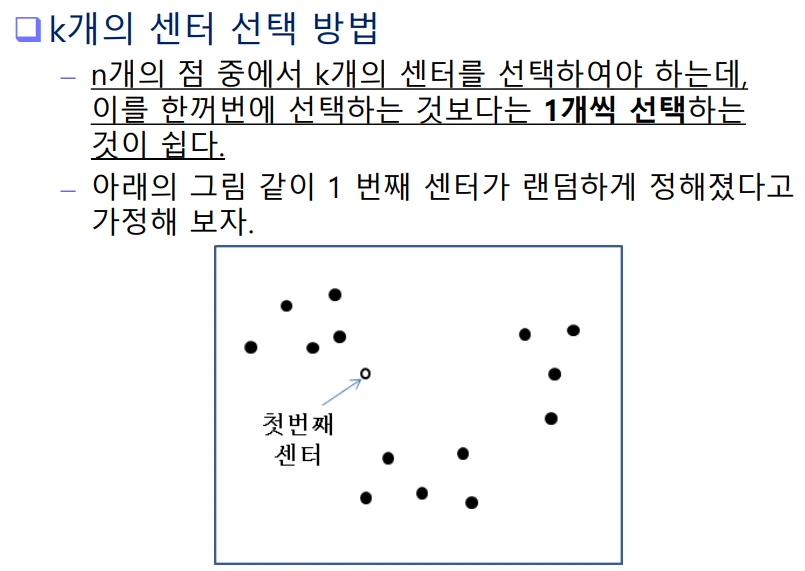 k개의 센터 선택 방법
– n개의 점 중에서 k개의 센터를 선택하여야 하는데,
이를 한꺼번에 선택하는 것보다는 1개씩 선택하는
것이 쉽다.
– 아래의 그림 같이 1 번째 센터가 랜덤하게 정해졌다고
가정해 보자.
첫번째
센터